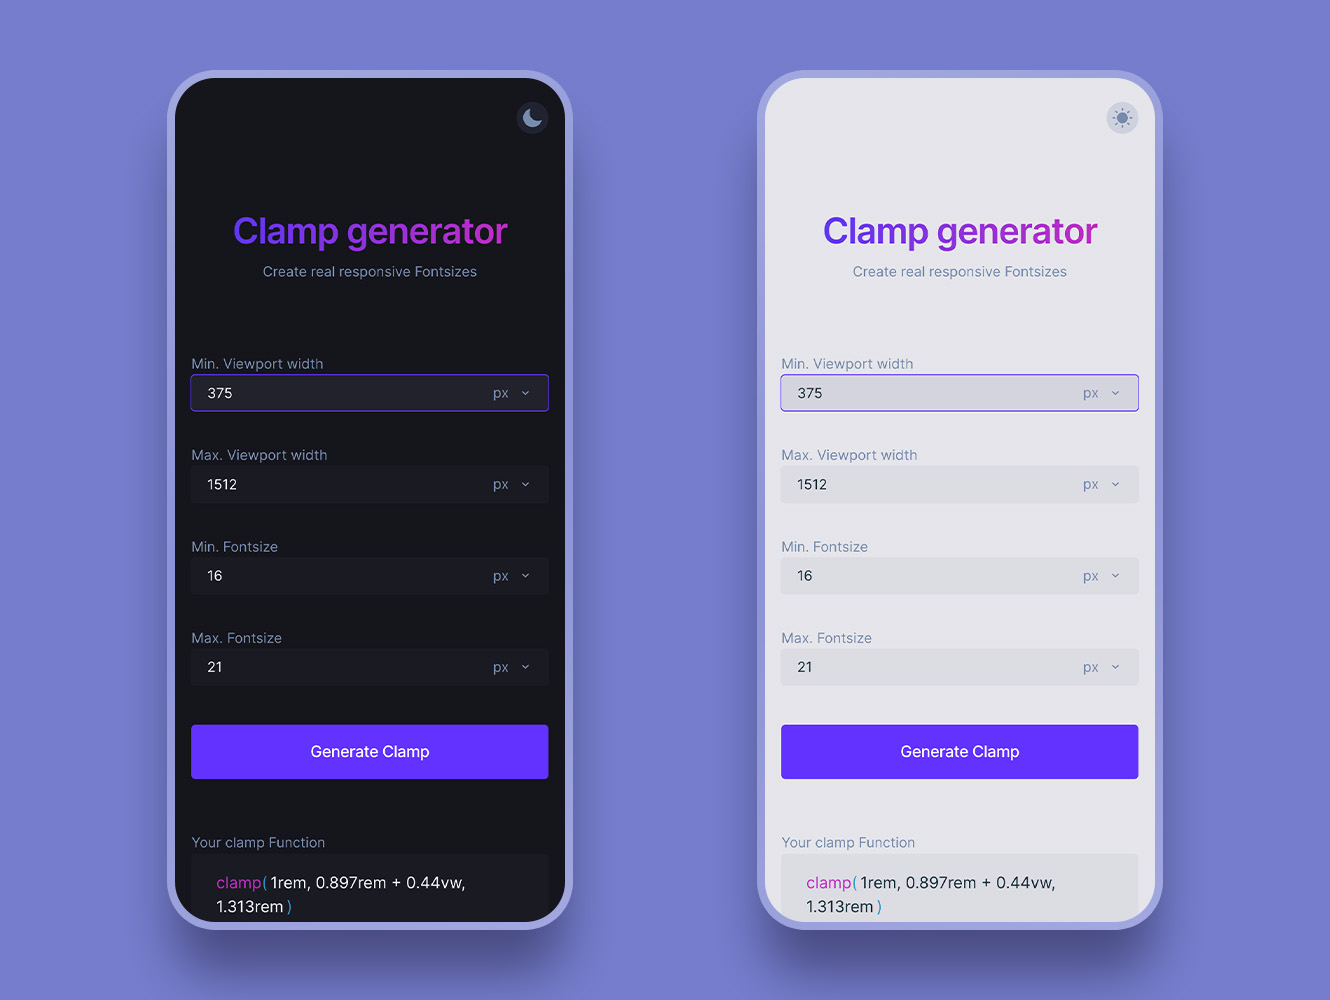 Clamp generator
Create real responsive Fontsizes
Min. Viewport width
375 px
Max. Viewport width
1512 px
Min. Fontsize
16 px
Max. Fontsize
21 px
Generate Clamp
Your clamp Function
clamp( 1rem, 0.897rem + 0.44vw,
1.313rem )
Clamp generator
Create real responsive Fontsizes
Min. Viewport width
375 px
Max. Viewport width
1512 px
Min. Fontsize
16 px
Max. Fontsize
21 px
Generate Clamp
Your clamp Function
clamp( 1rem, 0.897rem + 0.44vw,
1.313rem )